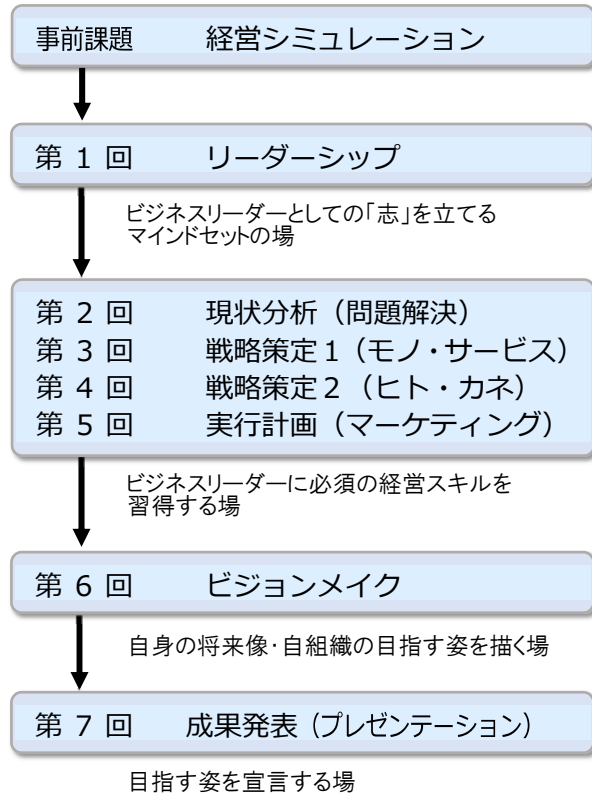 事前課題 経営シミュレーション
第 1 回 リーダーシップ
ビジネスリーダーとしての「志」を立てる
マインドセットの場
第 2 回 現状分析（問題解決）
第 3 回 戦略策定１（モノ・サービス）
第 4 回 戦略策定２（ヒト・カネ）
第 5 回 実行計画（マーケティング）
ビジネスリーダーに必須の経営スキルを
習得する場
第 6 回 ビジョンメイク
自身の将来像･自組織の目指す姿を描く場
第 7 回 成果発表（プレゼンテーション）
目指す姿を宣言する場